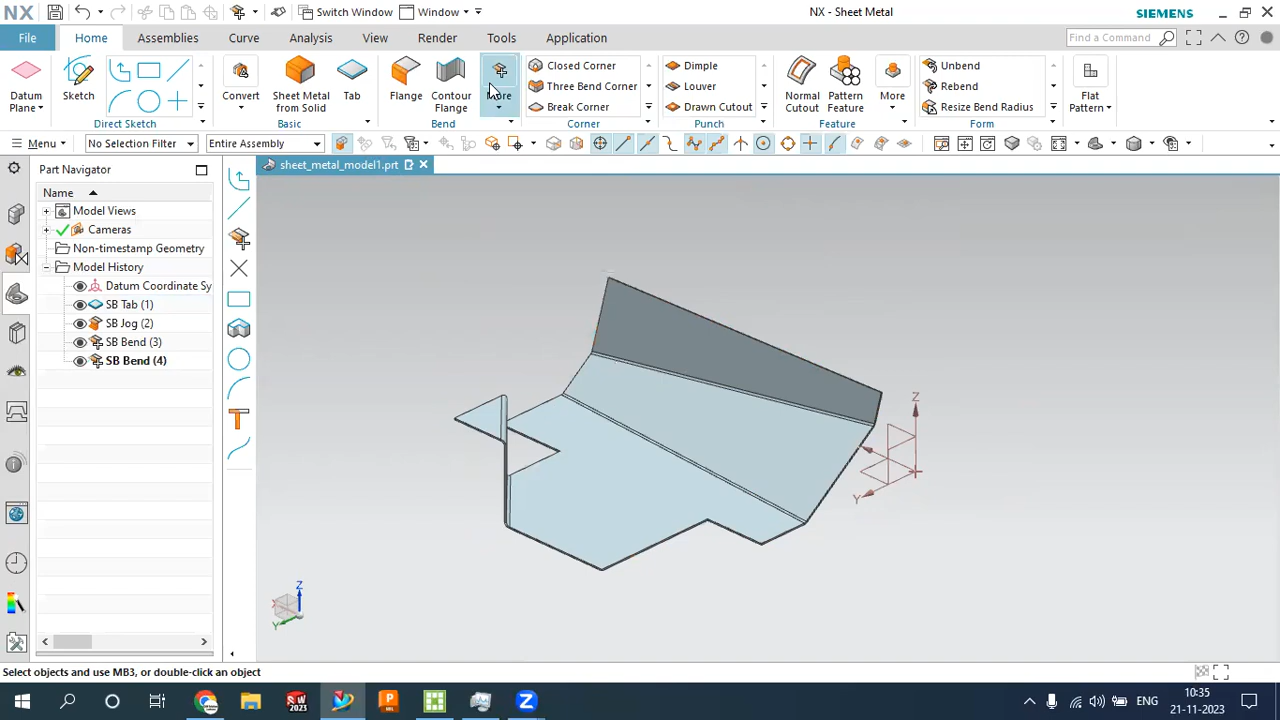 NX
Switch Window
Window
NX - Sheet Metal
SIEMENS
File
Home
Assemblies
Curve
Analysis
View
Render
Tools
Application
Find a Command
Datum Plane
Sketch
Direct Sketch
Convert
Sheet Metal from Solid
Tab
Basic
Flange
Contour Flange
More
Bend
Closed Corner
Three Bend Corner
Break Corner
Corner
Dimple
Louver
Drawn Cutout
Punch
Normal Cutout
Pattern Feature
More
Feature
Unbend
Rebend
Resize Bend Radius
Form
Flat Pattern
Menu
No Selection Filter
Entire Assembly
Part Navigator
sheet_metal_model1.prt
Name
Model Views
Cameras
Non-timestamp Geometry
Model History
Datum Coordinate Sy
SB Tab (1)
SB Jog (2)
SB Bend (3)
SB Bend (4)
Z
Y
Z
X
Y
Select objects and use MB3, or double-click an object
ENG
10:35
21-11-2023